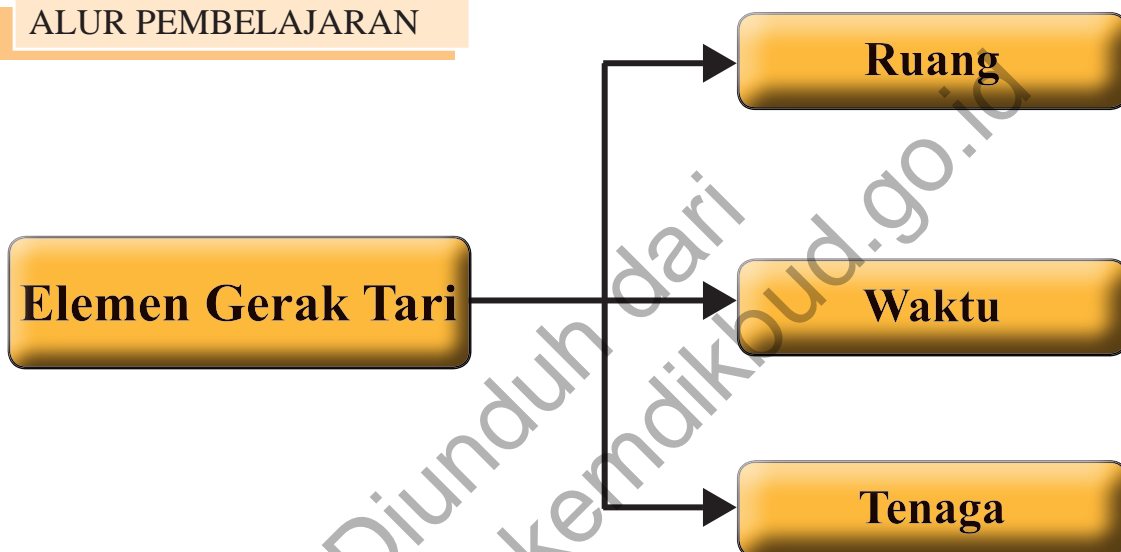 ALUR PEMBELAJARAN
Ruang
Elemen Gerak Tari
Waktu
Tenaga
Diunduh dari
kemdikbud.go.id